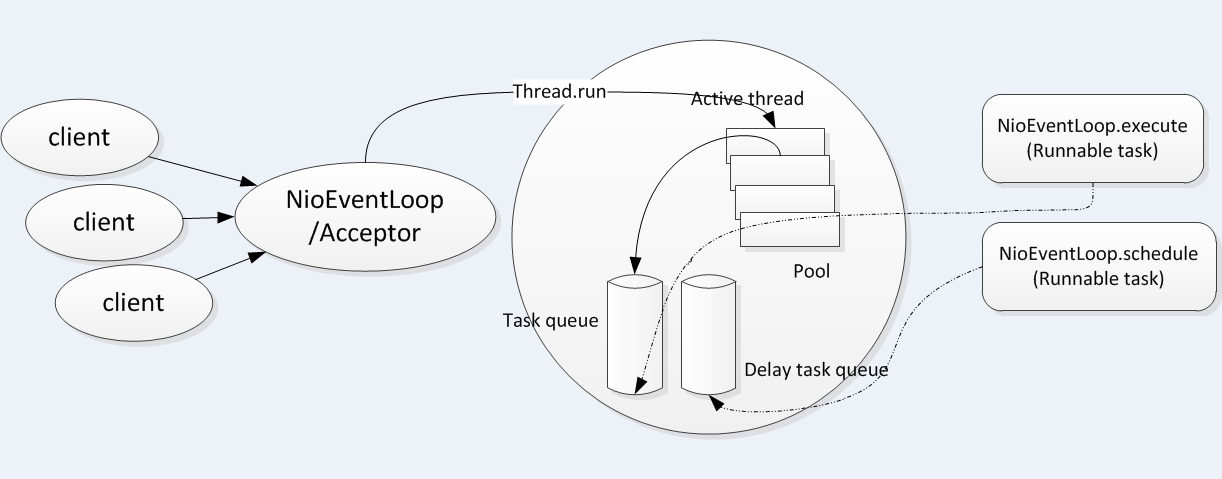 client
client
client
NioEventLoop
/Acceptor
Thread.run
Active thread
Pool
Task queue
Delay task queue
NioEventLoop.execute
(Runnable task)
NioEventLoop.schedule
(Runnable task)